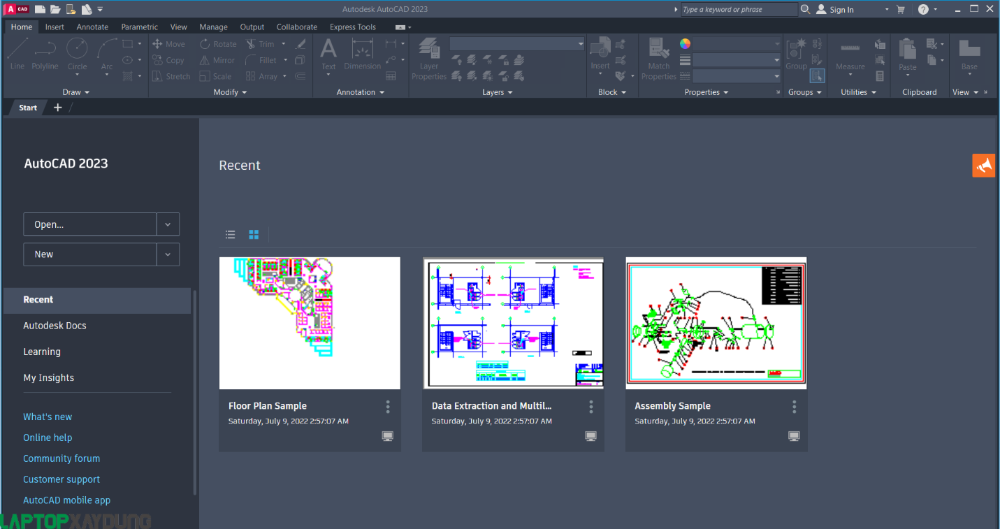 A CAD
Autodesk AutoCAD 2023
Type a keyword or phrase
Sign In
Home Insert Annotate Parametric View Manage Output Collaborate Express Tools
Line Polyline Circle Arc
Move Rotate Trim
Copy Mirror Fillet
Stretch Scale Array
Text Dimension
Layer Properties
Insert
Match Properties
Group
Measure
Paste
Base
Draw Modify Annotation Layers Block Properties Groups Utilities Clipboard View
Start
AutoCAD 2023
Open...
New
Recent
Autodesk Docs
Learning
My Insights
What's new
Online help
Community forum
Customer support
AutoCAD mobile app
Recent
Floor Plan Sample
Saturday, July 9, 2022 2:57:07 AM
Data Extraction and Multil...
Saturday, July 9, 2022 2:57:07 AM
Assembly Sample
Saturday, July 9, 2022 2:57:07 AM
LAPTOPXAYDUNG